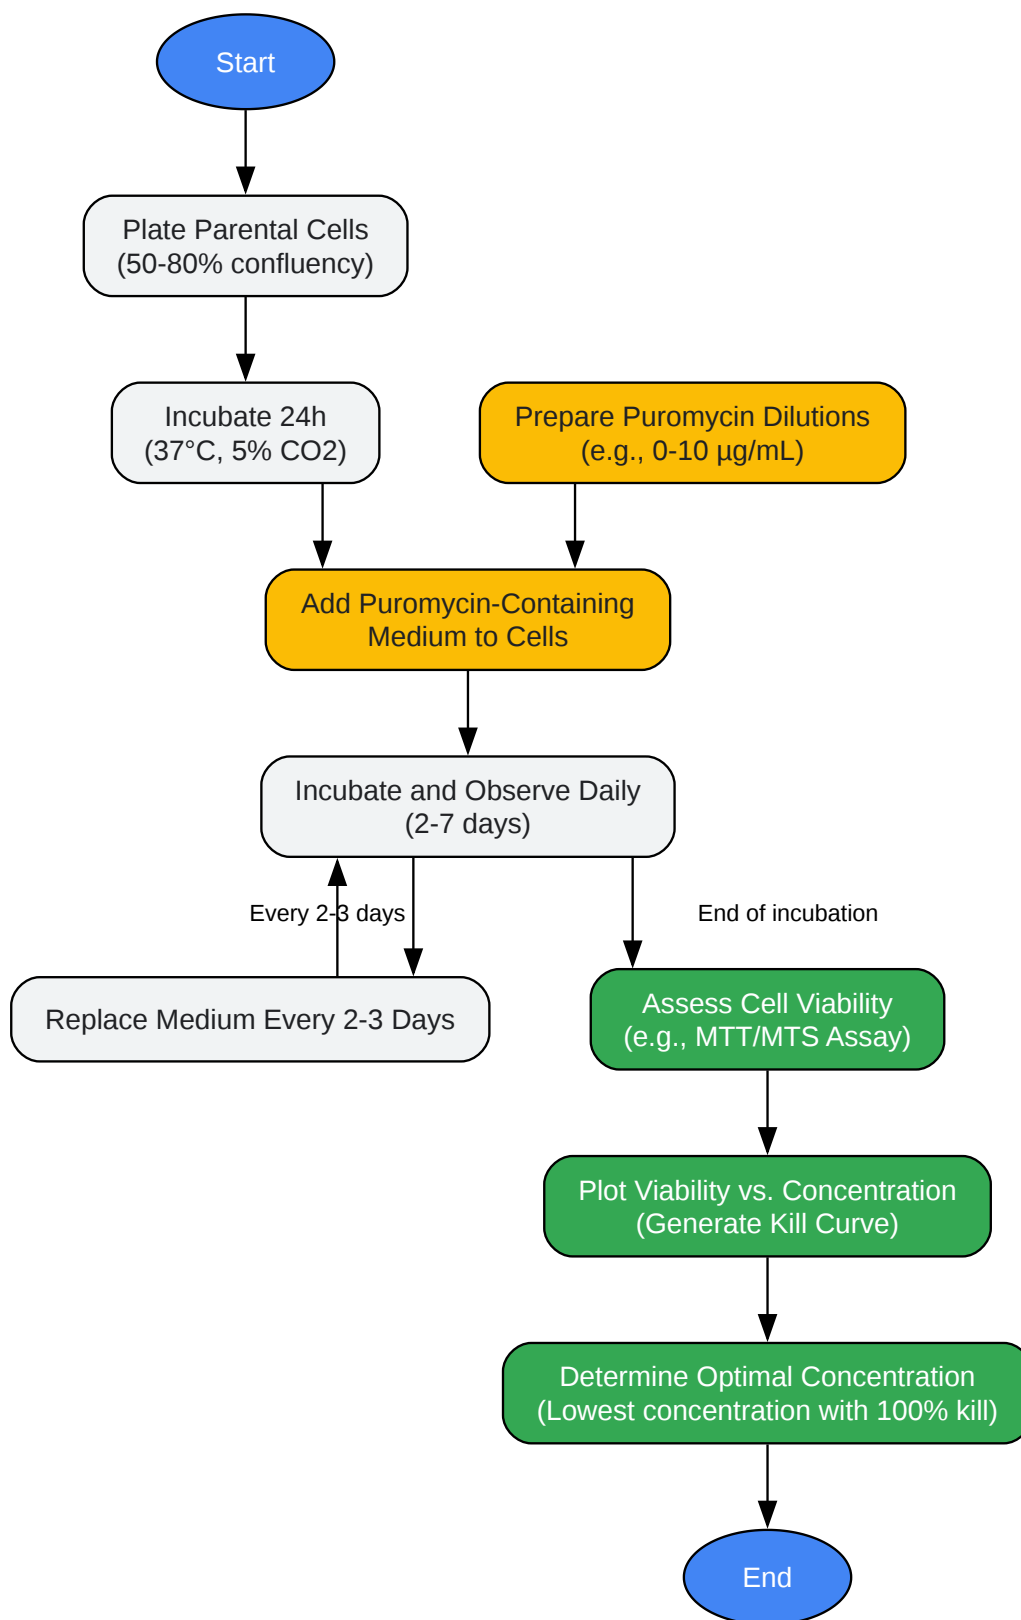 Start
Plate Parental Cells
(50-80% confluency)
Incubate 24h
(37°C, 5% CO2)
Prepare Puromycin Dilutions
(e.g., 0-10 µg/mL)
Add Puromycin-Containing
Medium to Cells
Incubate and Observe Daily
(2-7 days)
Every 2-3 days
End of incubation
Replace Medium Every 2-3 Days
Assess Cell Viability
(e.g., MTT/MTS Assay)
Plot Viability vs. Concentration
(Generate Kill Curve)
Determine Optimal Concentration
(Lowest concentration with 100% kill)
End